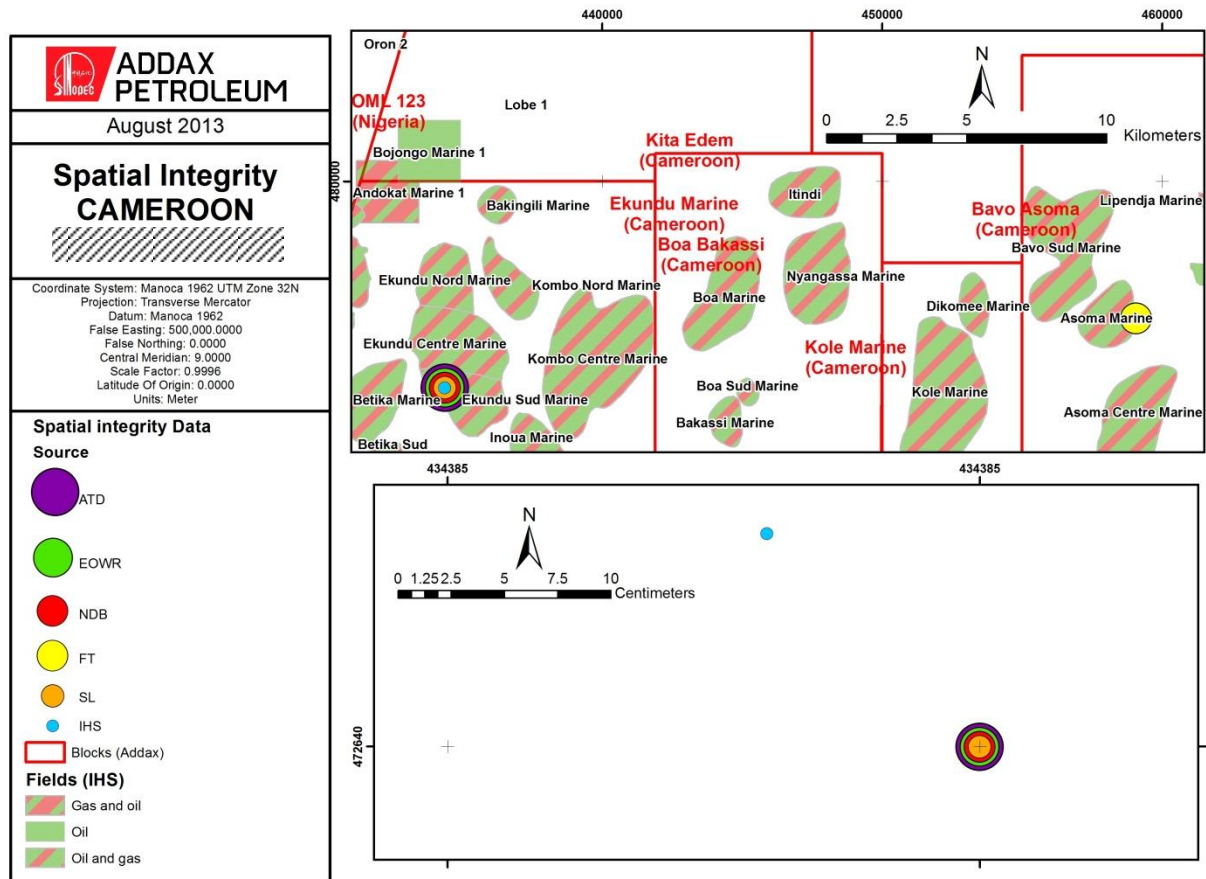 SINOPEC
ADDAX
PETROLEUM
August 2013
Spatial Integrity
CAMEROON
Coordinate System: Manoca 1962 UTM Zone 32N
Projection: Transverse Mercator
Datum: Manoca 1962
False Easting: 500,000.0000
False Northing: 0.0000
Central Meridian: 9.0000
Scale Factor: 0.9996
Latitude Of Origin: 0.0000
Units: Meter
Spatial integrity Data
Source
ATD
EOWR
NDB
FT
SL
IHS
Blocks (Addax)
Fields (IHS)
Gas and oil
Oil
Oil and gas
440000
450000
460000
480000
Oron 2
Lobe 1
N
0 2.5 5 10
Kilometers
OML 123
(Nigeria)
Bojongo Marine 1
Kita Edem
(Cameroon)
Andokat Marine 1
Bakingili Marine
Ekundu Marine
(Cameroon)
Itindi
Bavo Asoma
(Cameroon)
Lipendja Marine
Boa Bakassi
(Cameroon)
Bavo Sud Marine
Ekundu Nord Marine
Kombo Nord Marine
Boa Marine
Nyangassa Marine
Dikomee Marine
Asoma Marine
Ekundu Centre Marine
Kombo Centre Marine
Kole Marine
(Cameroon)
Boa Sud Marine
Kole Marine
Betika Marine
Ekundu Sud Marine
Bakassi Marine
Asoma Centre Marine
Betika Sud
Inoua Marine
434385
434385
N
0 1.25 2.5 5 7.5 10
Centimeters
472640